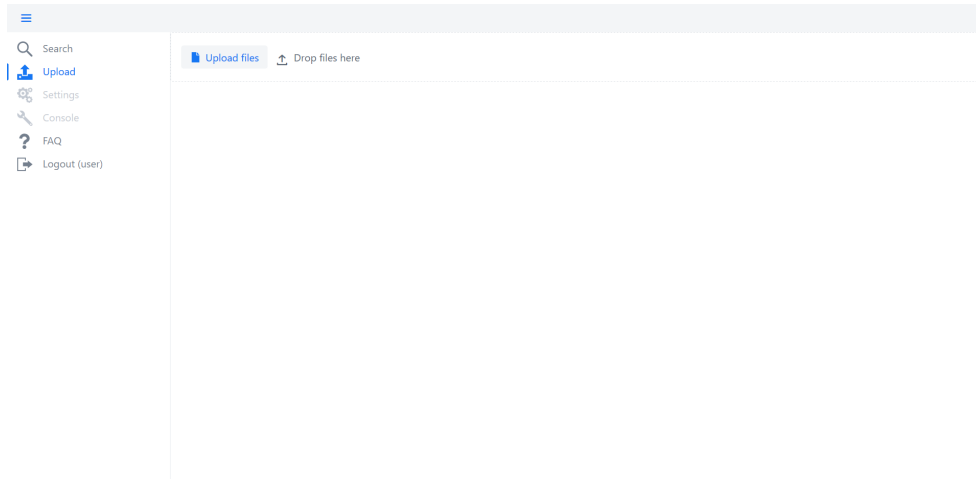 Search
Upload
Settings
Console
FAQ
Logout (user)
Upload files Drop files here